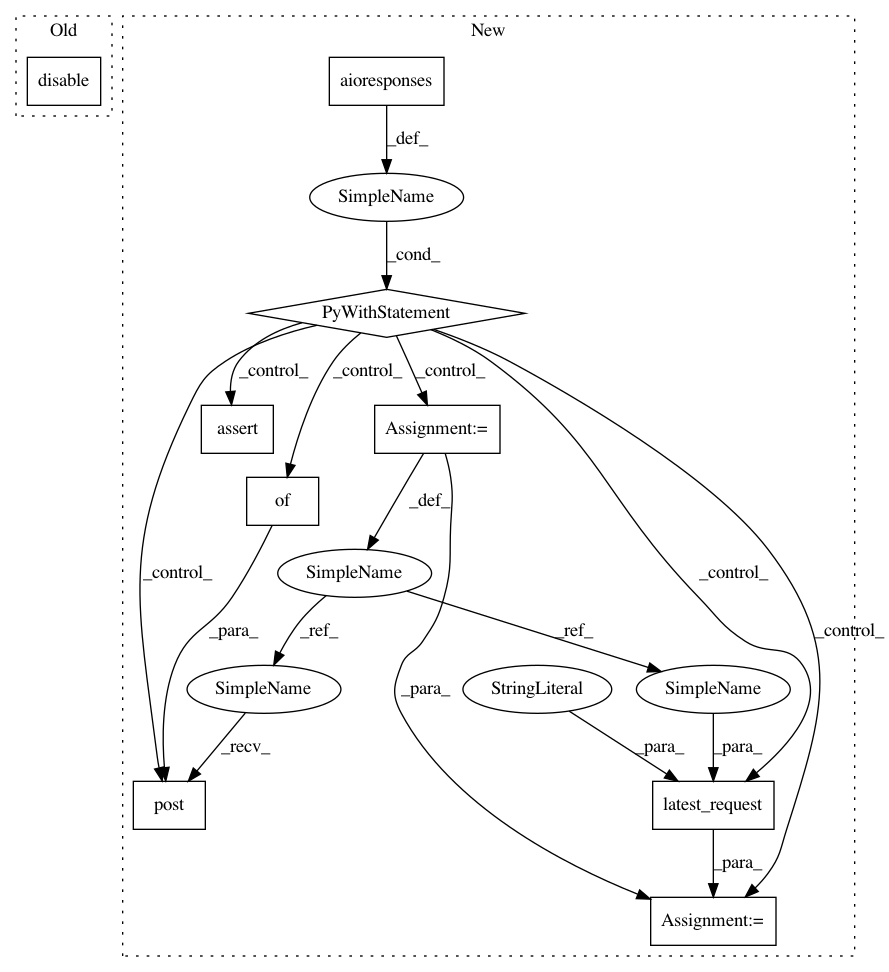 Old
New
disable
aioresponses
_def_
SimpleName
_cond_
PyWithStatement
_control_
_control_
_control_
assert
Assignment:=
of
_def_
_control_
SimpleName
_control_
_control_
_para_
_ref_
_ref_
SimpleName
StringLiteral
SimpleName
_para_
_recv_
_para_
_para_
post
latest_request
_para_
Assignment:=